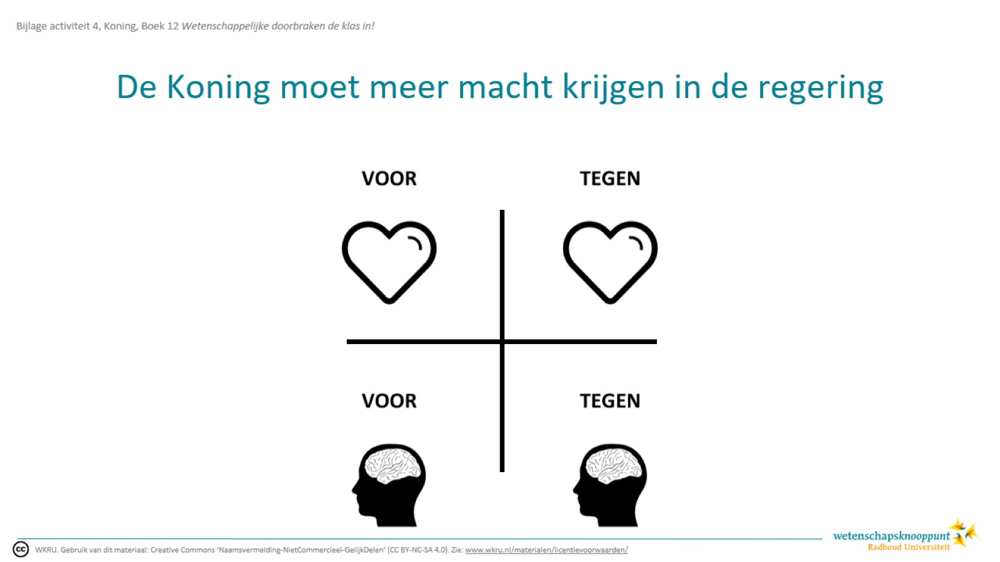 Bijlage activiteit 4, Koning, Boek 12 Wetenschappelijke doorbraken de klas in!
De Koning moet meer macht krijgen in de regering
VOOR TEGEN
VOOR TEGEN
wetenschapsknooppunt
Radboud Universiteit
cc WKRU. Gebruik van dit materiaal: Creative Commons ‘Naamsvermelding-NietCommercieel-GelijkDelen’ (CC BY-NC-SA 4.0). Zie: www.wkru.nl/materialen/licentievoorwaarden/